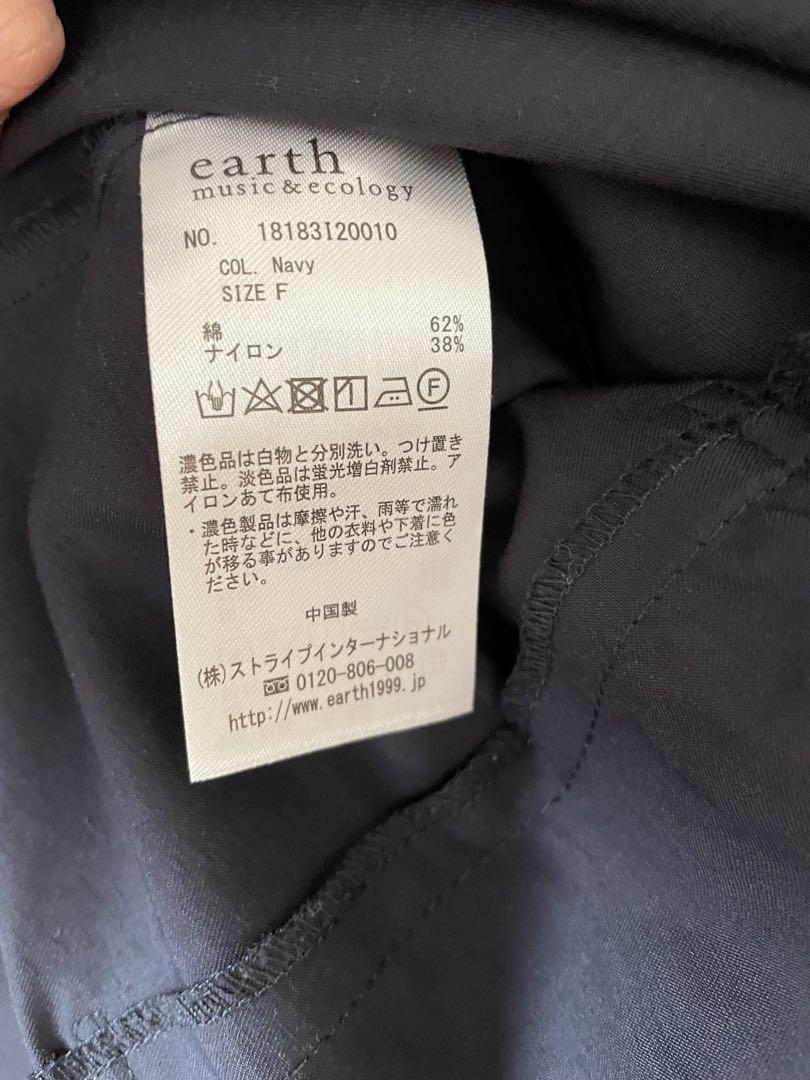 earth
music&ecology
NO. 18183I20010
COL. Navy
SIZE F
綿 62%
ナイロン 38%
F
濃色品は白物と分別洗い。つけ置き
禁止。淡色品は蛍光増白剤禁止。ア
イロンあて布使用。
・濃色製品は摩擦や汗、雨等で濡れ
た時などに、他の衣料や下着に色
が移る事がありますのでご注意く
ださい。
中国製
(株)ストライプインターナショナル
0120-806-008
http://www.earth1999.jp